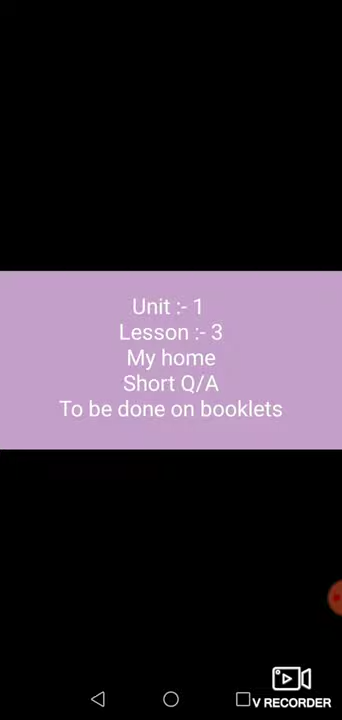 Unit :- 1
Lesson :- 3
My home
Short Q/A
To be done on booklets
V RECORDER